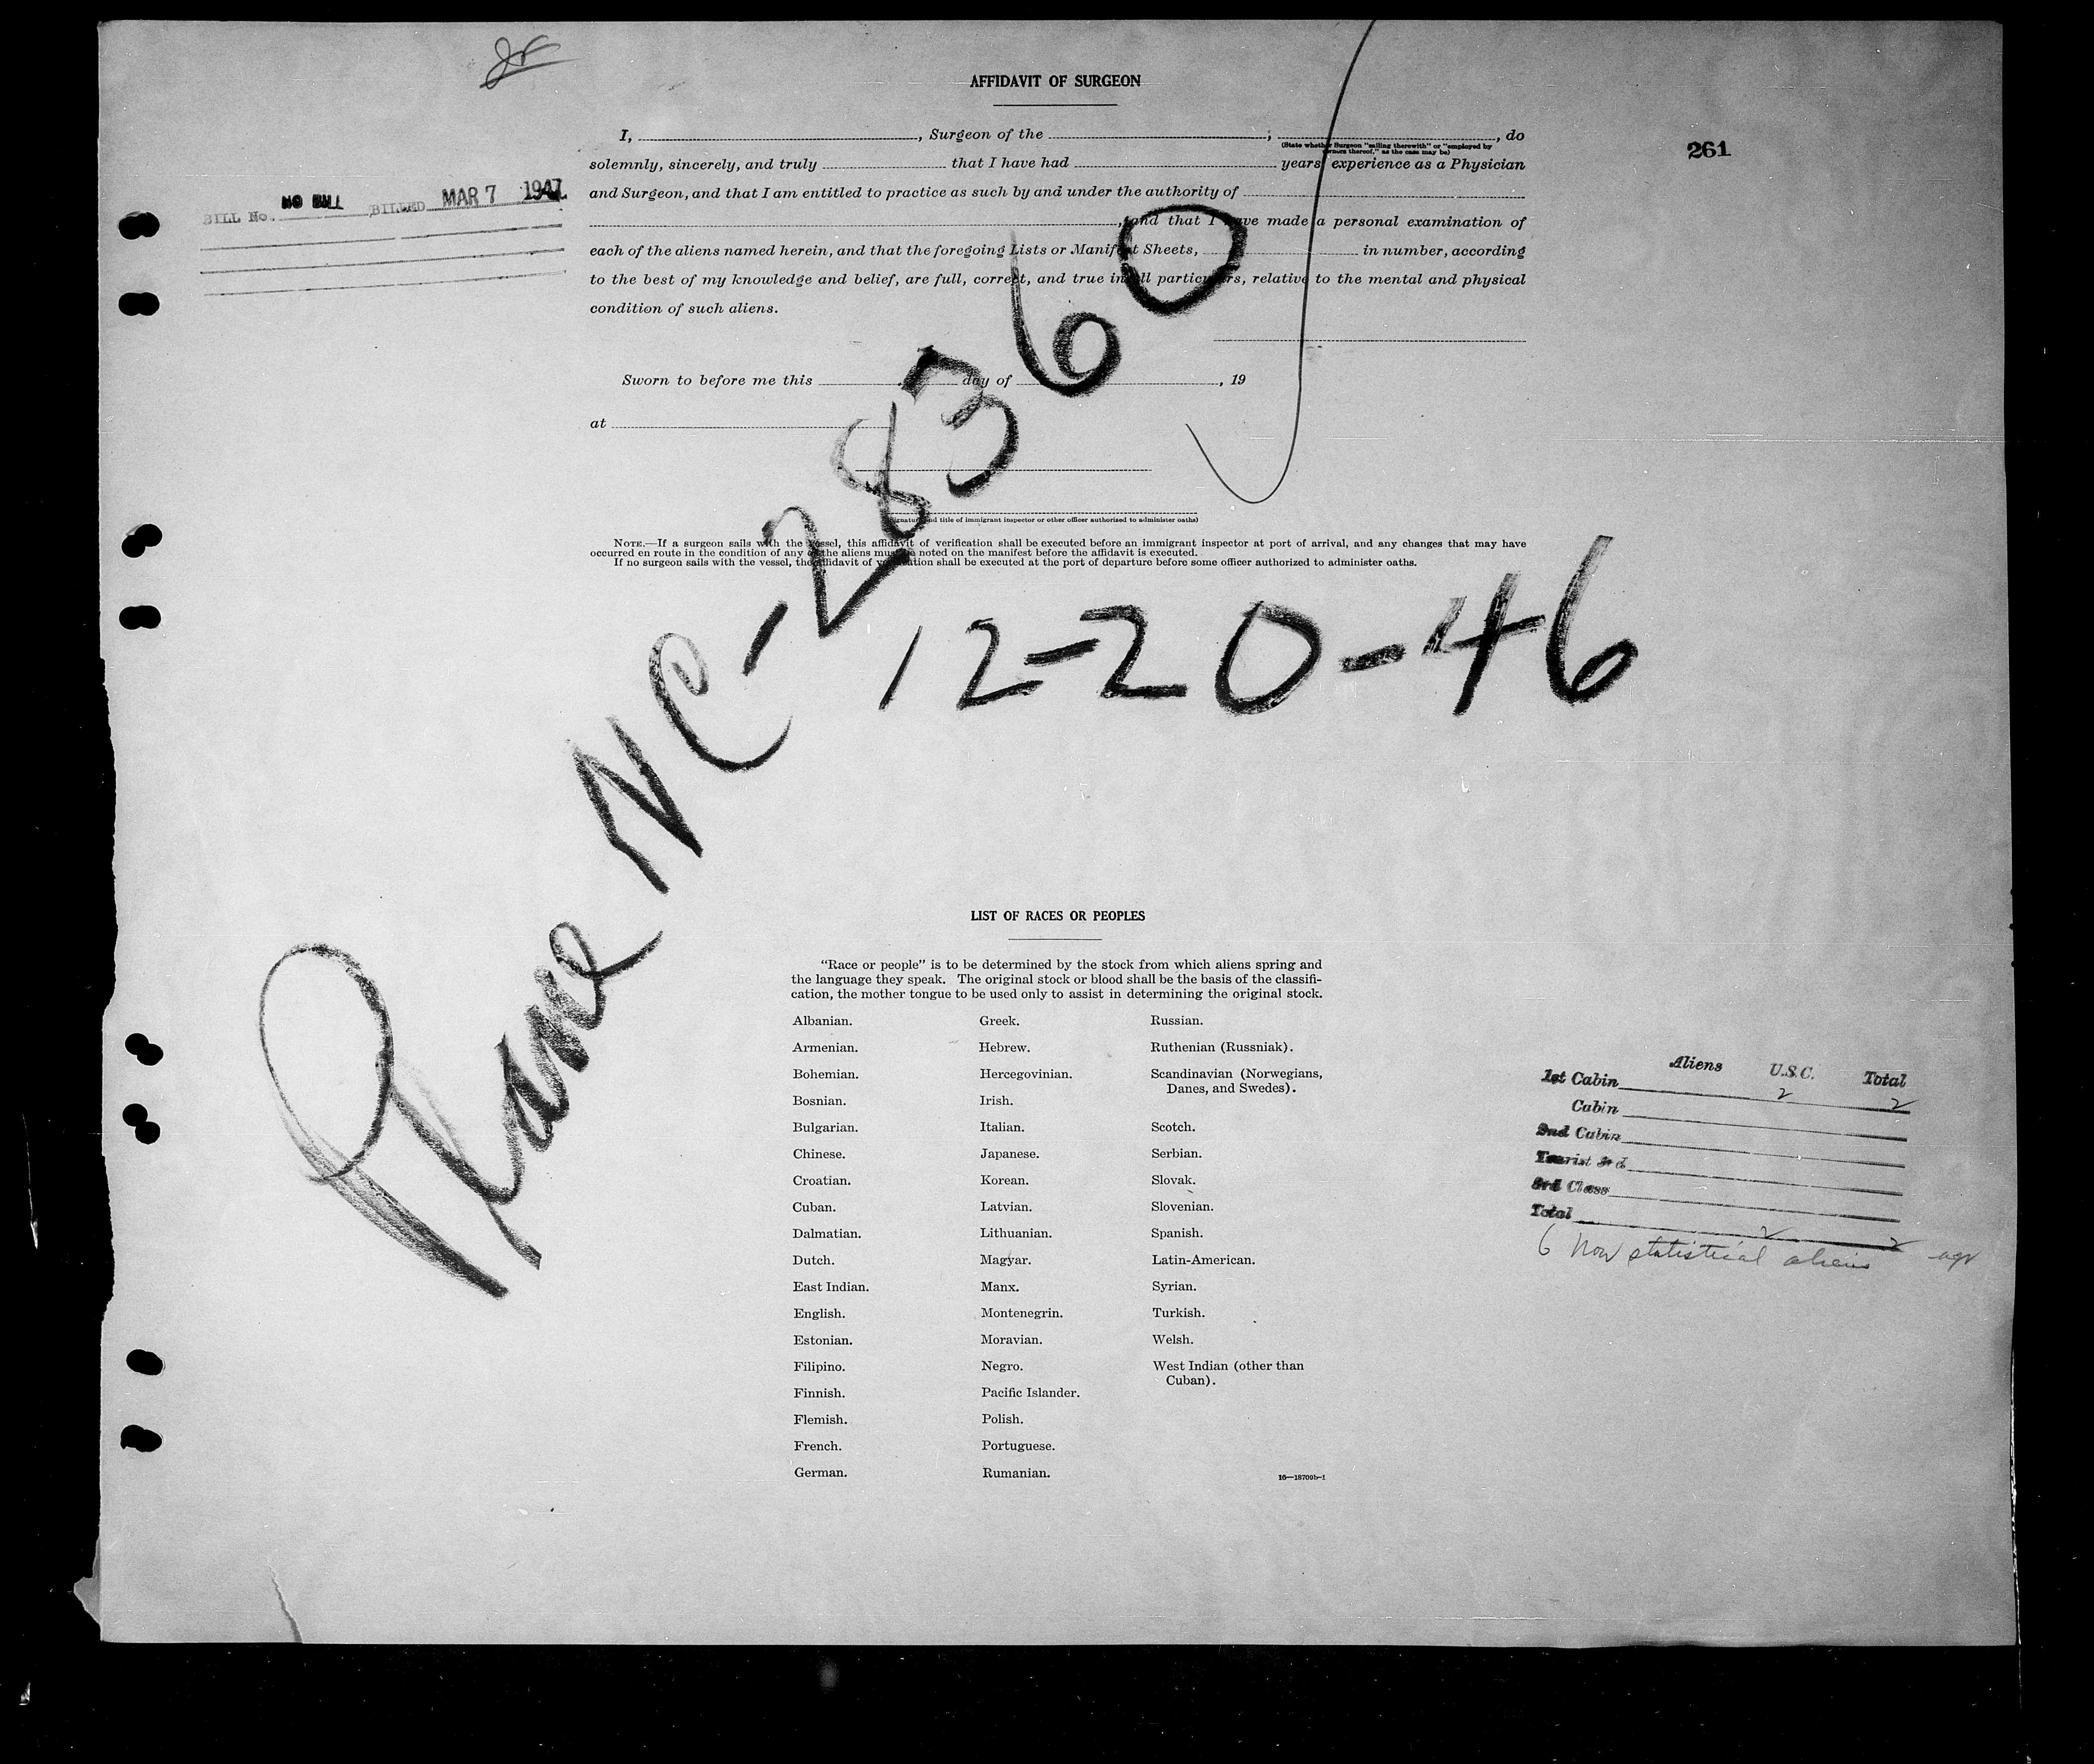 AFFIDAVIT OF SURGEON
261
I, , Surgeon of the ; , do
(State whether Surgeon "sailing therewith" or "employed by
owners thereof," as the case may be)
solemnly, sincerely, and truly that I have had years' experience as a Physician
and Surgeon, and that I am entitled to practice as such by and under the authority of
, and that I have made a personal examination of
each of the aliens named herein, and that the foregoing Lists or Manifest Sheets, in number, according
to the best of my knowledge and belief, are full, correct, and true in all particulars, relative to the mental and physical
condition of such aliens.
BILL No. NO BILL BILLED MAR 7 1947
Sworn to before me this day of , 19
at
(Signature and title of immigrant inspector or other officer authorized to administer oaths)
NOTE.—If a surgeon sails with the vessel, this affidavit of verification shall be executed before an immigrant inspector at port of arrival, and any changes that may have
occurred en route in the condition of any of the aliens must be noted on the manifest before the affidavit is executed.
If no surgeon sails with the vessel, the affidavit of verification shall be executed at the port of departure before some officer authorized to administer oaths.
Plane NC-28360
12-20-46
LIST OF RACES OR PEOPLES
"Race or people" is to be determined by the stock from which aliens spring and
the language they speak. The original stock or blood shall be the basis of the classifi-
cation, the mother tongue to be used only to assist in determining the original stock.
Albanian. Greek. Russian.
Armenian. Hebrew. Ruthenian (Russniak).
Bohemian. Hercegovinian. Scandinavian (Norwegians,
Danes, and Swedes).
Bosnian. Irish.
Bulgarian. Italian. Scotch.
Chinese. Japanese. Serbian.
Croatian. Korean. Slovak.
Cuban. Latvian. Slovenian.
Dalmatian. Lithuanian. Spanish.
Dutch. Magyar. Latin-American.
East Indian. Manx. Syrian.
English. Montenegrin. Turkish.
Estonian. Moravian. Welsh.
Filipino. Negro. West Indian (other than
Cuban).
Finnish. Pacific Islander.
Flemish. Polish.
French. Portuguese.
German. Rumanian.
16—18709b-1
Aliens U.S.C. Total
1st Cabin 2 2
Cabin
2nd Cabin
Tourist 3rd
3rd Class
Total 2 2
6 Non statistical aliens